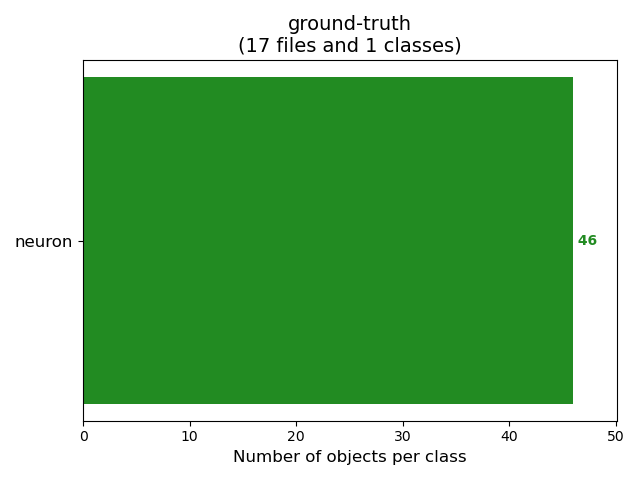 ground-truth
(17 files and 1 classes)
neuron
46
0 10 20 30 40 50
Number of objects per class